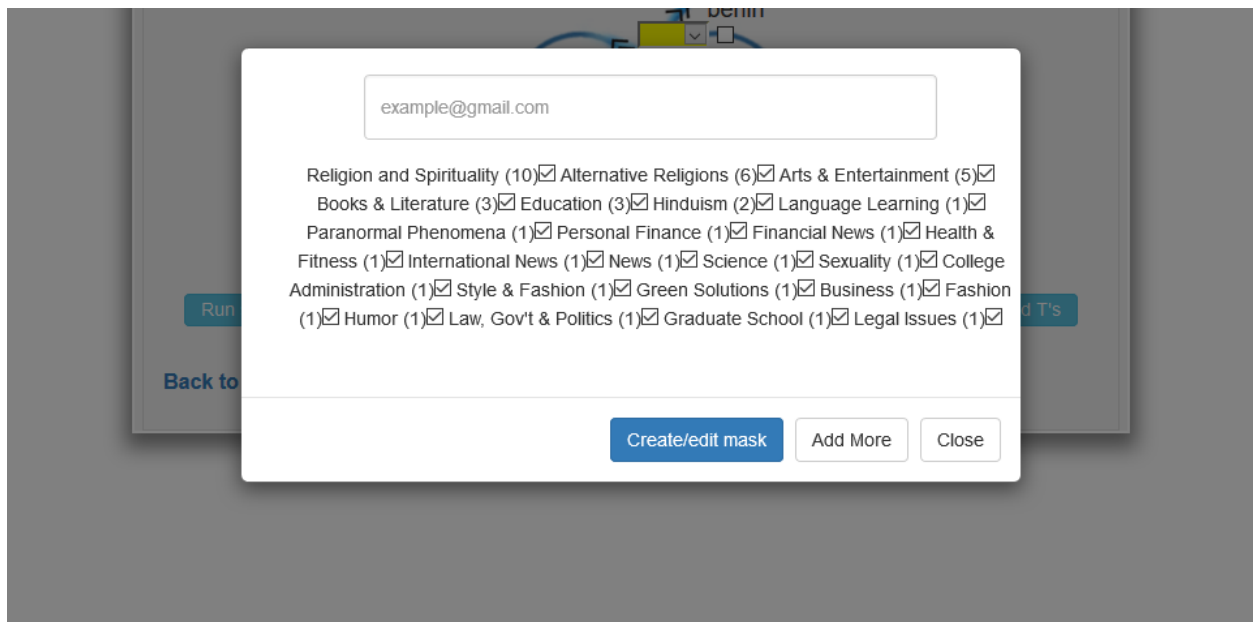 benin
example@gmail.com
Religion and Spirituality (10) Alternative Religions (6) Arts & Entertainment (5)
Books & Literature (3) Education (3) Hinduism (2) Language Learning (1)
Paranormal Phenomena (1) Personal Finance (1) Financial News (1) Health &
Fitness (1) International News (1) News (1) Science (1) Sexuality (1) College
Administration (1) Style & Fashion (1) Green Solutions (1) Business (1) Fashion
(1) Humor (1) Law, Gov't & Politics (1) Graduate School (1) Legal Issues (1)
Run
d T's
Back to
Create/edit mask Add More Close